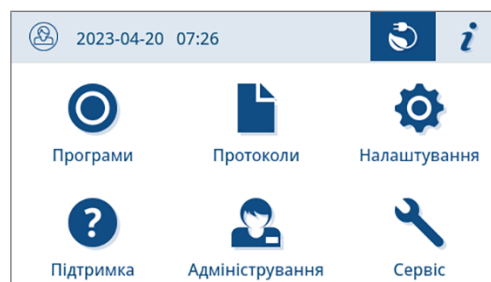 2023-04-20 07:26 i
Програми Протоколи Налаштування
? 
Підтримка Адміністрування Сервіс